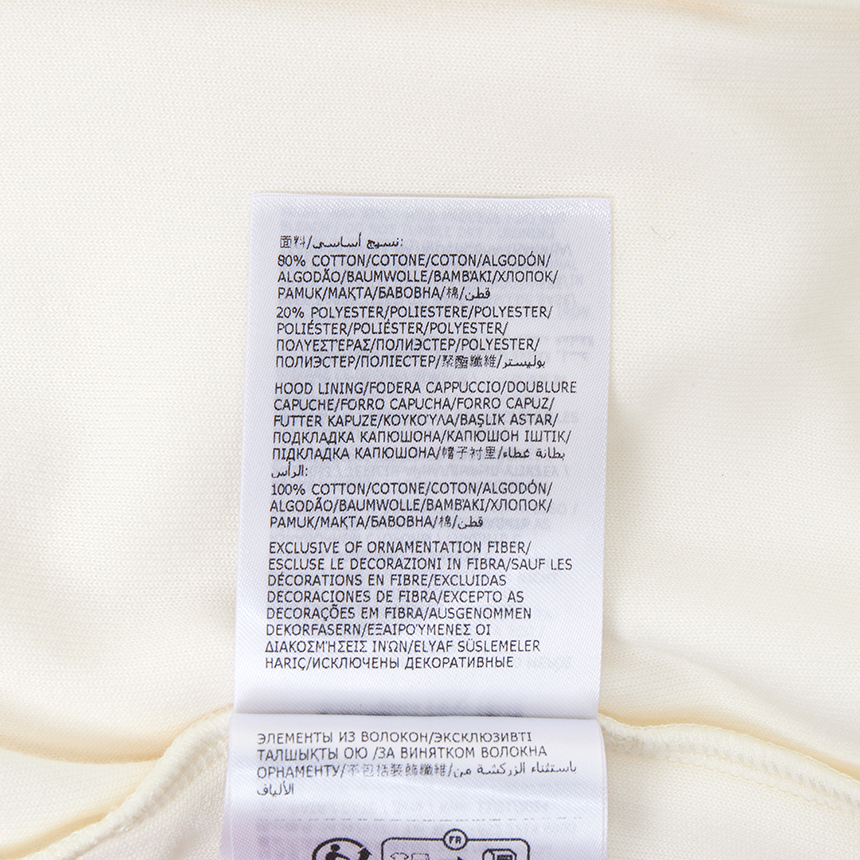 面料/نسيج أساسي:
80% COTTON/COTONE/COTON/ALGODÓN/
ALGODÃO/BAUMWOLLE/ΒΑΜΒΆΚΙ/ХЛОПОК/
PAMUK/МАҚТА/БАВОВНА/棉/قطن
20% POLYESTER/POLIESTERE/POLYESTER/
POLIÉSTER/POLIÉSTER/POLYESTER/
ΠΟΛΥΕΣΤΕΡΑΣ/ПОЛИЭСТЕР/POLYESTER/
ПОЛИЭСТЕР/ПОЛІЕСТЕР/聚酯纖維/بوليستر
HOOD LINING/FODERA CAPPUCCIO/DOUBLURE
CAPUCHE/FORRO CAPUCHA/FORRO CAPUZ/
FUTTER KAPUZE/ΚΟΥΚΟΎΛΑ/BAŞLIK ASTAR/
ПОДКЛАДКА КАПЮШОНА/КАПЮШОН ІШТІК/
ПІДКЛАДКА КАПЮШОНА/帽子衬里/بطانة غطاء
الرأس:
100% COTTON/COTONE/COTON/ALGODÓN/
ALGODÃO/BAUMWOLLE/ΒΑΜΒΆΚΙ/ХЛОПОК/
PAMUK/МАҚТА/БАВОВНА/棉/قطن
EXCLUSIVE OF ORNAMENTATION FIBER/
ESCLUSE LE DECORAZIONI IN FIBRA/SAUF LES
DÉCORATIONS EN FIBRE/EXCLUIDAS
DECORACIONES DE FIBRA/EXCEPTO AS
DECORAÇÕES EM FIBRA/AUSGENOMMEN
DEKORFASERN/ΕΞΑΙΡΟΎΜΕΝΕΣ ΟΙ
ΔΙΑΚΟΣΜΉΣΕΙΣ ΙΝΏΝ/ELYAF SÜSLEMELER
HARIÇ/ИСКЛЮЧЕНЫ ДЕКОРАТИВНЫЕ
ЭЛЕМЕНТЫ ИЗ ВОЛОКОН/ЭКСКЛЮЗИВТІ
ТАЛШЫҚТЫ ОЮ /ЗА ВИНЯТКОМ ВОЛОКНА
ОРНАМЕНТУ/不包括装飾纖維/باستثناء الزركشة من
الألياف
FR